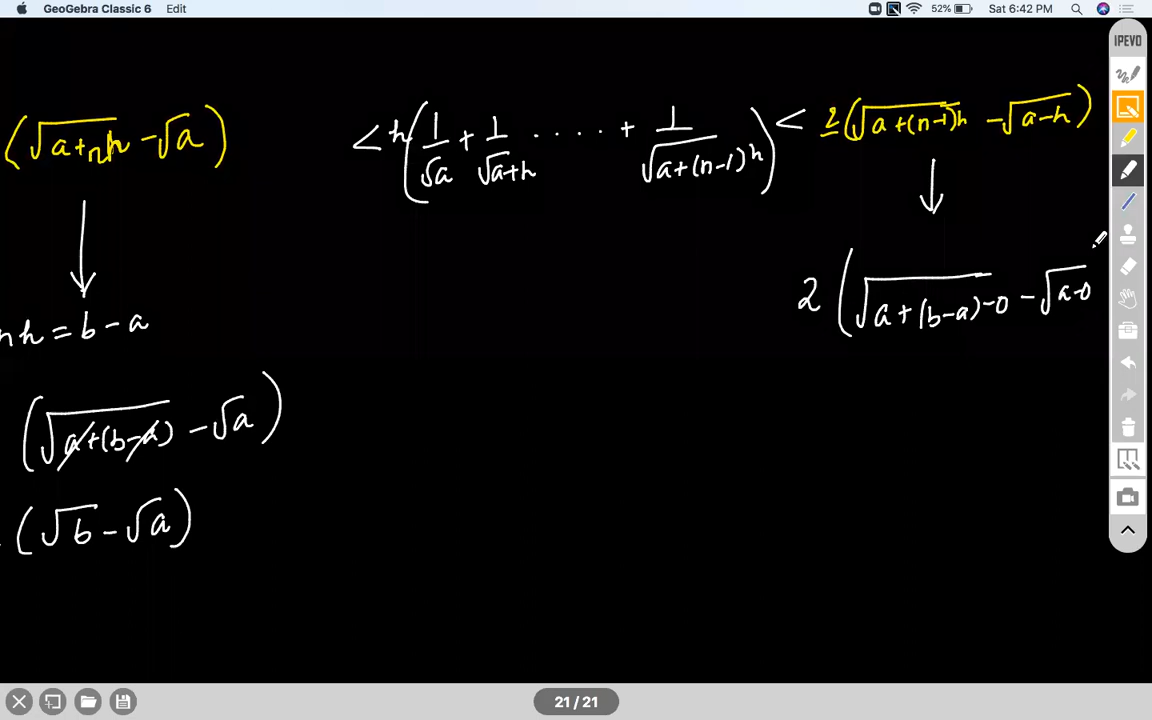 GeoGebra Classic 6 Edit 52% Sat 6:42 PM
IPEVO
(√(a+nh) - √a) < h(1/√a + 1/√(a+h) ..... + 1/√(a+(n-1)h)) < 2(√(a+(n-1)h) - √(a-h))
↓ ↓
2(√(a+(b-a)-0) - √(a-0)
nh = b - a
(√(a+(b-a)) - √a)
(√b - √a)
21 / 21